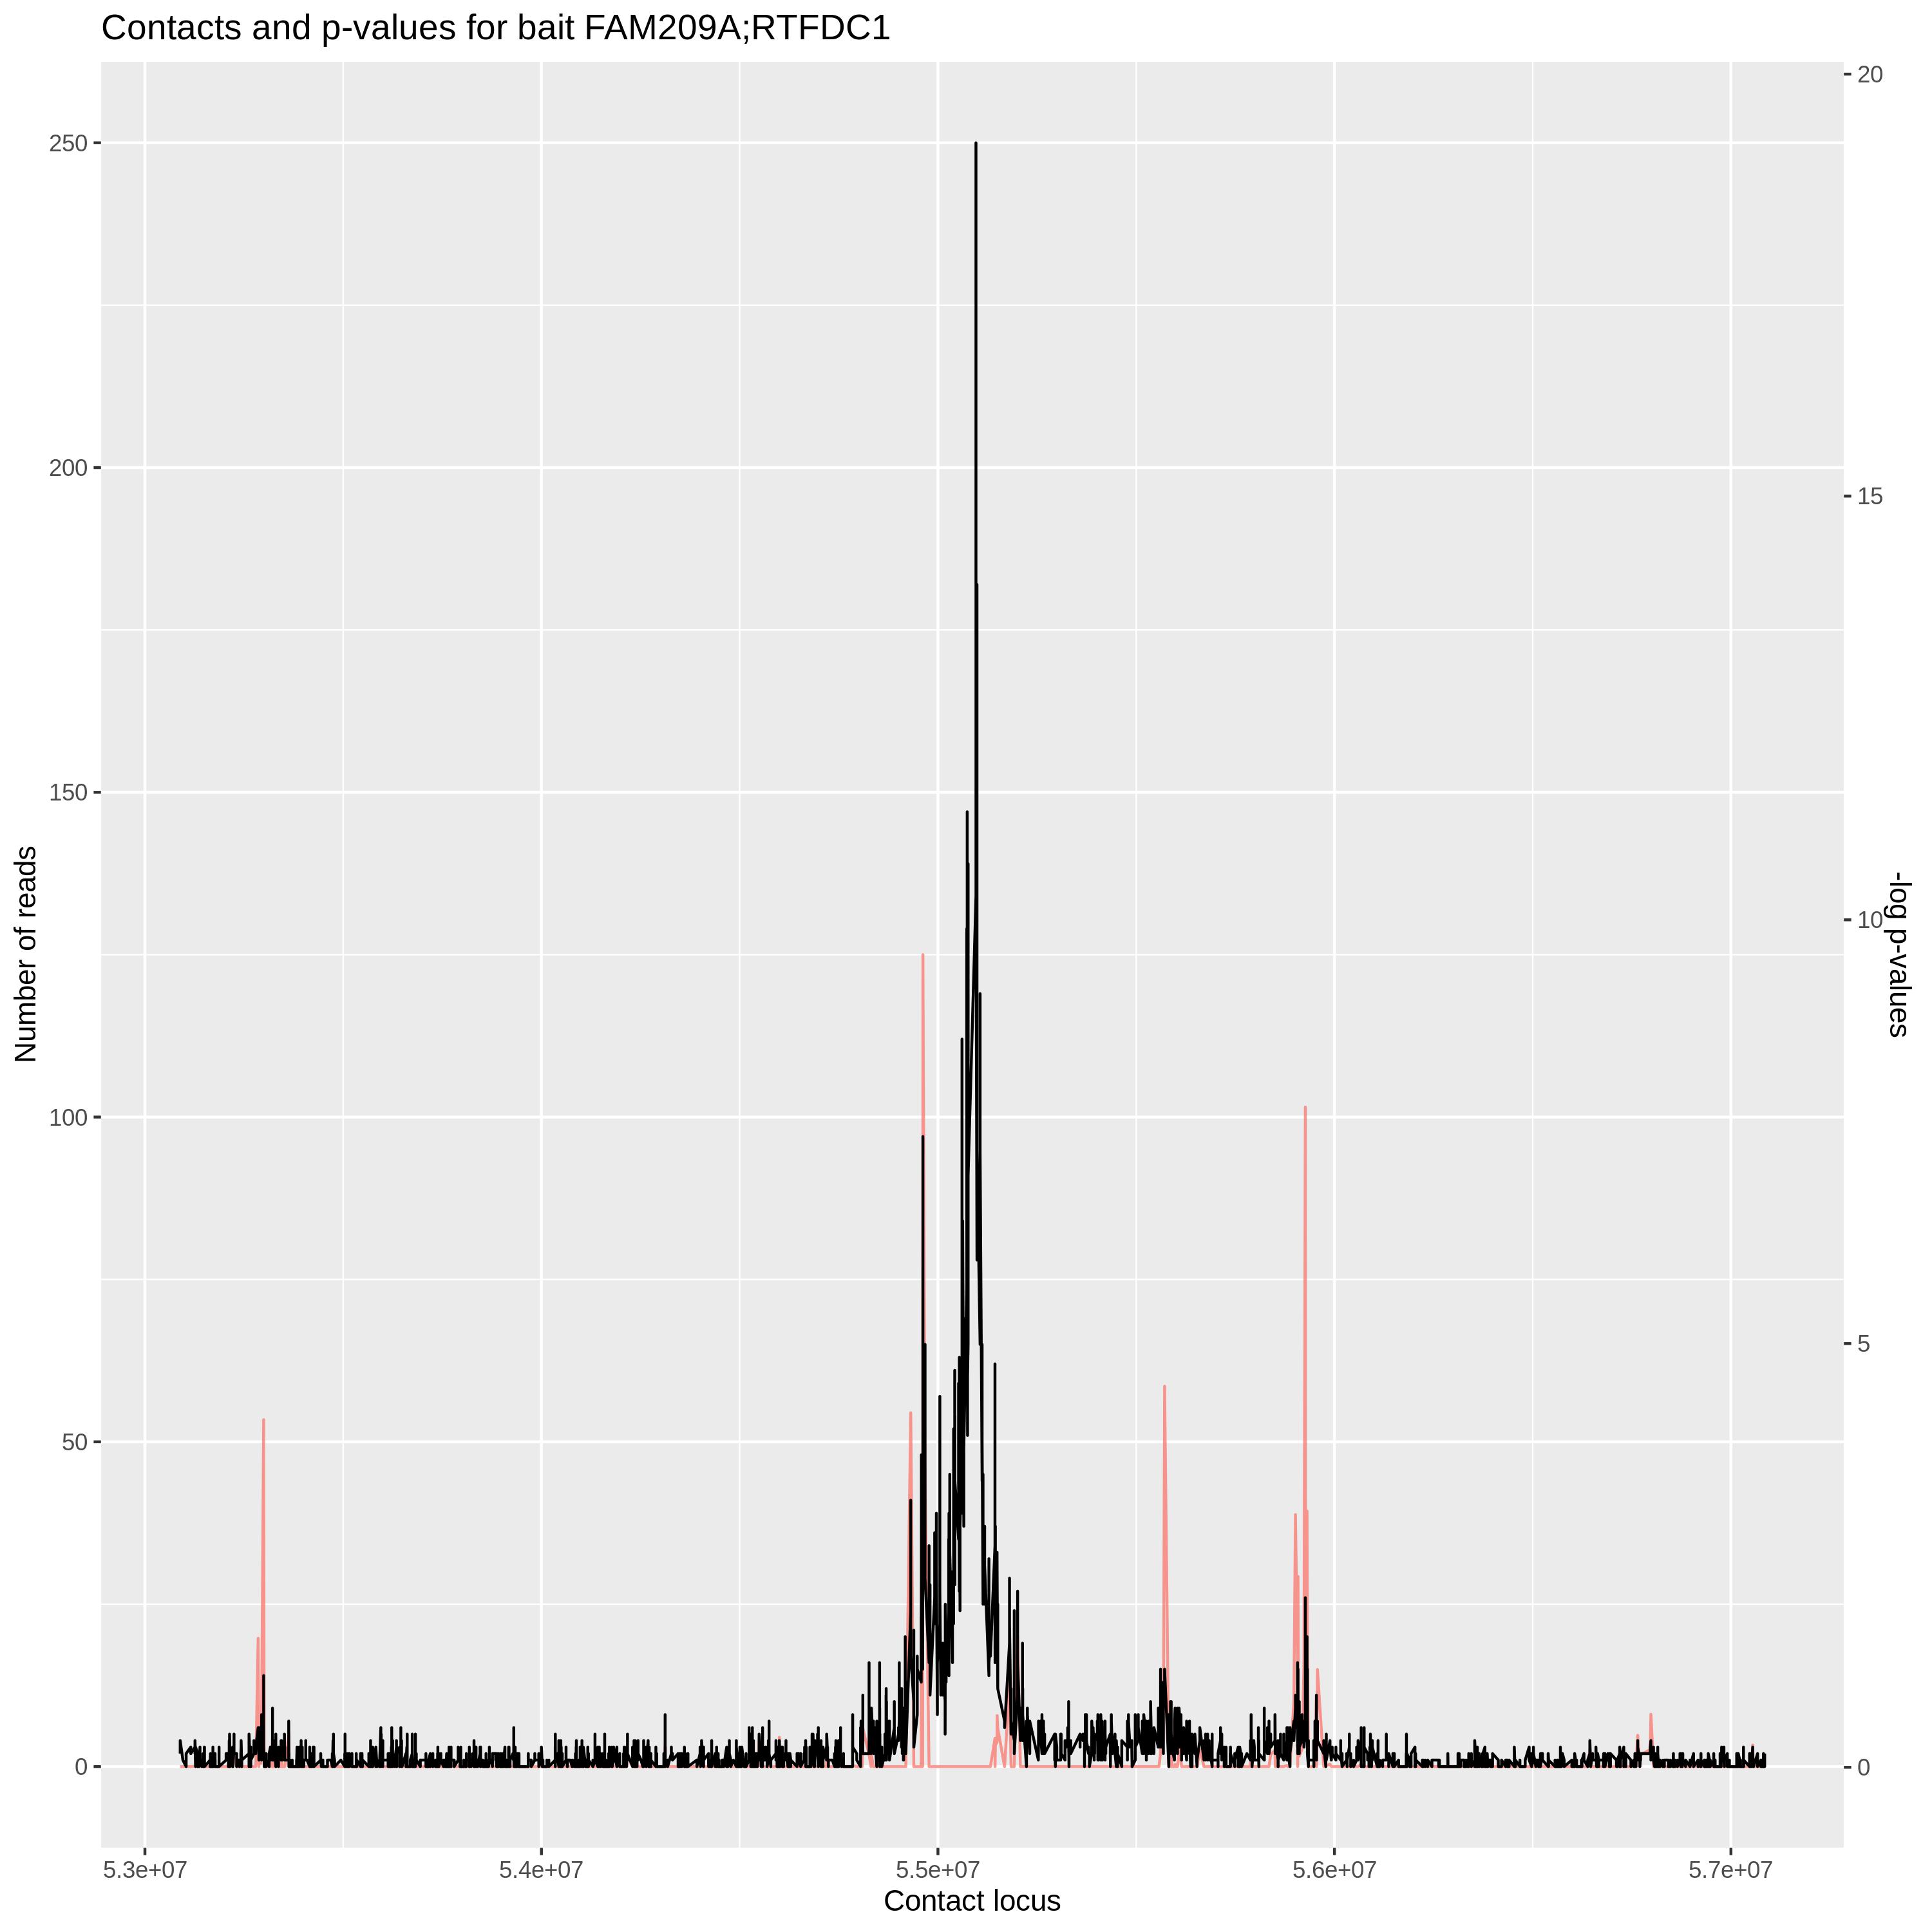 Contacts and p-values for bait FAM209A;RTFDC1
250
200
150
100
50
0
Number of reads
20
15
10
5
0
-log p-values
5.3e+07
5.4e+07
5.5e+07
5.6e+07
5.7e+07
Contact locus